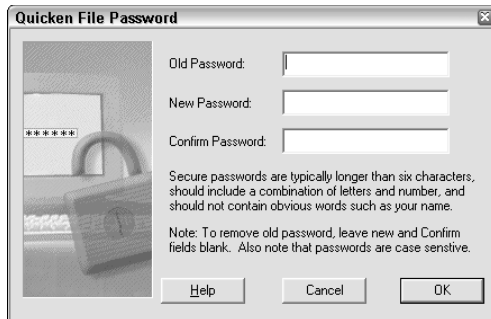 Quicken File Password
Old Password:
New Password:
******
Confirm Password:
Secure passwords are typically longer than six characters,
should include a combination of letters and number, and
should not contain obvious words such as your name.
Note: To remove old password, leave new and Confirm
fields blank. Also note that passwords are case senstive.
Help
Cancel
OK